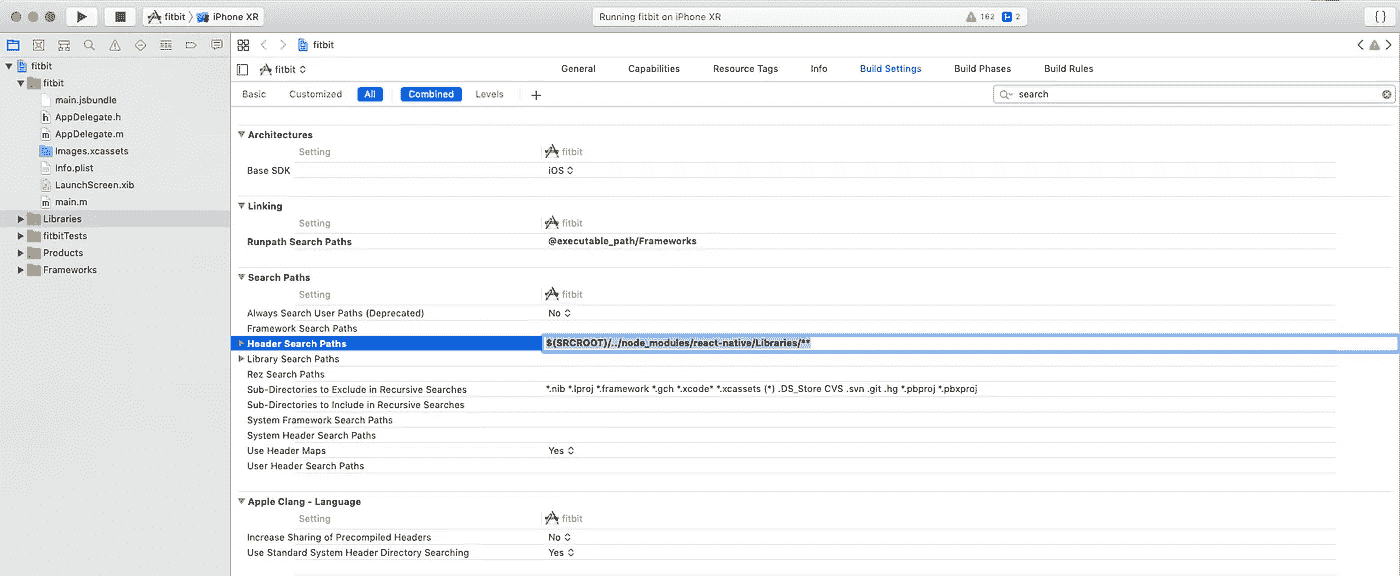 fitbit 〉 iPhone XR
Running fitbit on iPhone XR
162
2
{ }
fitbit
fitbit
General
Capabilities
Resource Tags
Info
Build Settings
Build Phases
Build Rules
Basic
Customized
All
Combined
Levels
+
search
fitbit
fitbit
main.jsbundle
h AppDelegate.h
m AppDelegate.m
Images.xcassets
Info.plist
LaunchScreen.xib
m main.m
Libraries
fitbitTests
Products
Frameworks
Architectures
Setting fitbit
Base SDK iOS
Linking
Setting fitbit
Runpath Search Paths @executable_path/Frameworks
Search Paths
Setting fitbit
Always Search User Paths (Deprecated) No
Framework Search Paths
Header Search Paths $(SRCROOT)/../node_modules/react-native/Libraries/**
Library Search Paths
Rez Search Paths
Sub-Directories to Exclude in Recursive Searches *.nib *.lproj *.framework *.gch *.xcode* *.xcassets (*) .DS_Store CVS .svn .git .hg *.pbproj *.pbxproj
Sub-Directories to Include in Recursive Searches
System Framework Search Paths
System Header Search Paths
Use Header Maps Yes
User Header Search Paths
Apple Clang - Language
Setting fitbit
Increase Sharing of Precompiled Headers No
Use Standard System Header Directory Searching Yes